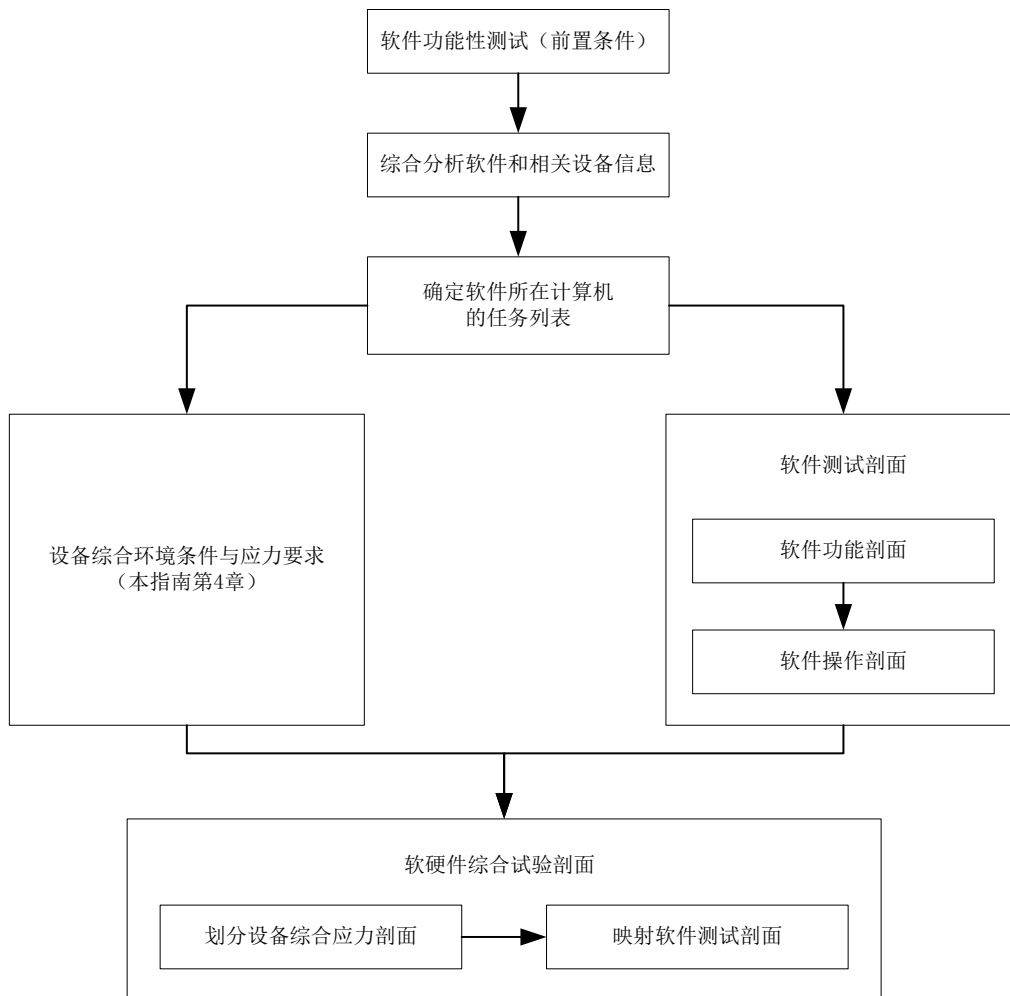 软件功能性测试（前置条件）
综合分析软件和相关设备信息
确定软件所在计算机
的任务列表
设备综合环境条件与应力要求
（本指南第4章）
软件测试剖面
软件功能剖面
软件操作剖面
软硬件综合试验剖面
划分设备综合应力剖面
映射软件测试剖面